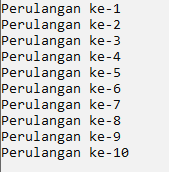 Perulangan ke-1
Perulangan ke-2
Perulangan ke-3
Perulangan ke-4
Perulangan ke-5
Perulangan ke-6
Perulangan ke-7
Perulangan ke-8
Perulangan ke-9
Perulangan ke-10